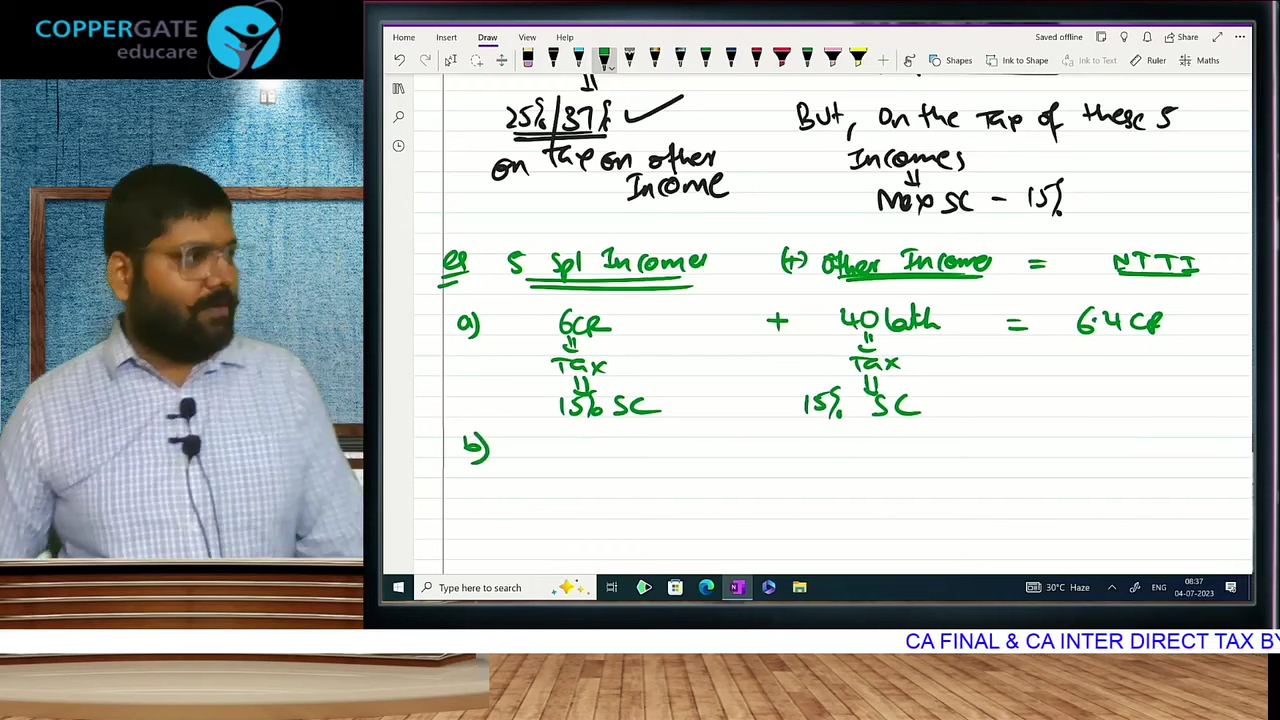 COPPERGATE
educare
Home Insert Draw View Help
Saved offline
Share
Shapes
Ink to Shape
Ink to Text
Ruler
Maths
25%/37%
on Tax on other
Income
But, on the Tax of these 5
Incomes
Max SC - 15%
eg 5 Spl Incomes (+) other Income = NTTI
a) 6CR + 40 lakh = 6.4 CR
Tax Tax
15% SC 15% SC
b)
Type here to search
30°C Haze
ENG
08:37
04-07-2023
CA FINAL & CA INTER DIRECT TAX BY